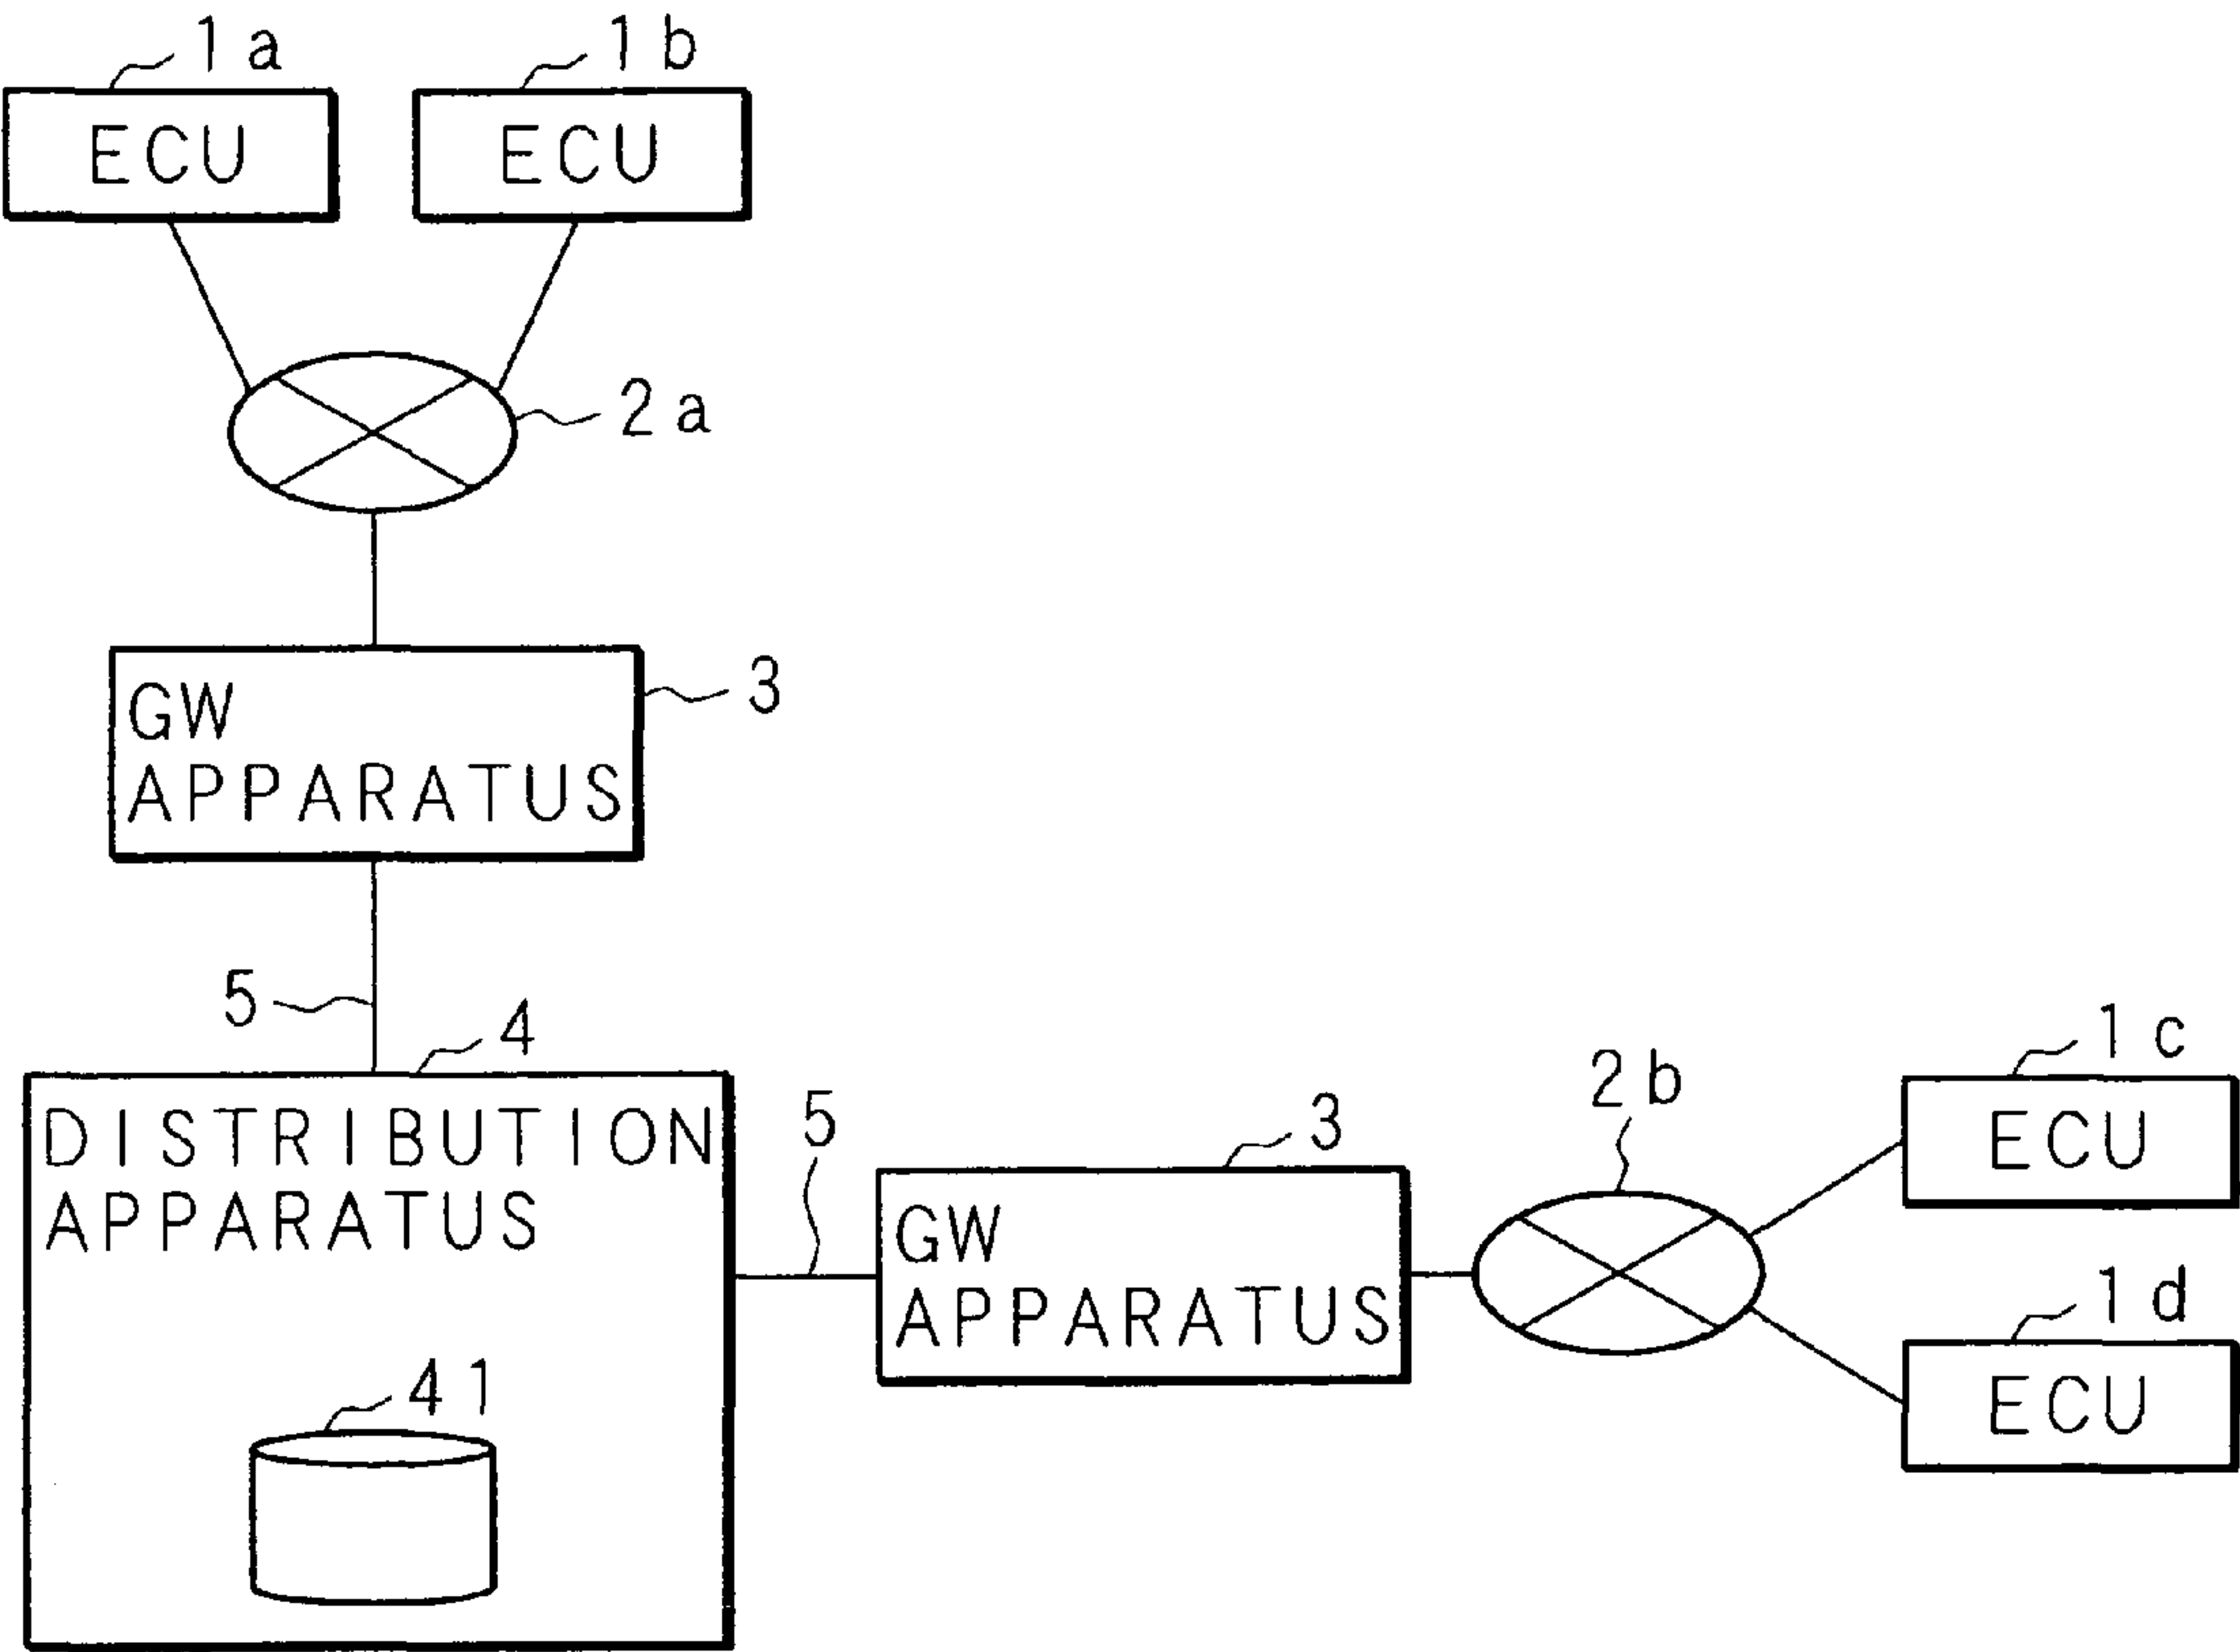 1a
1b
ECU
ECU
2a
3
GW
APPARATUS
5
4
DISTRIBUTION
APPARATUS
41
5
3
GW
APPARATUS
2b
1c
ECU
1d
ECU